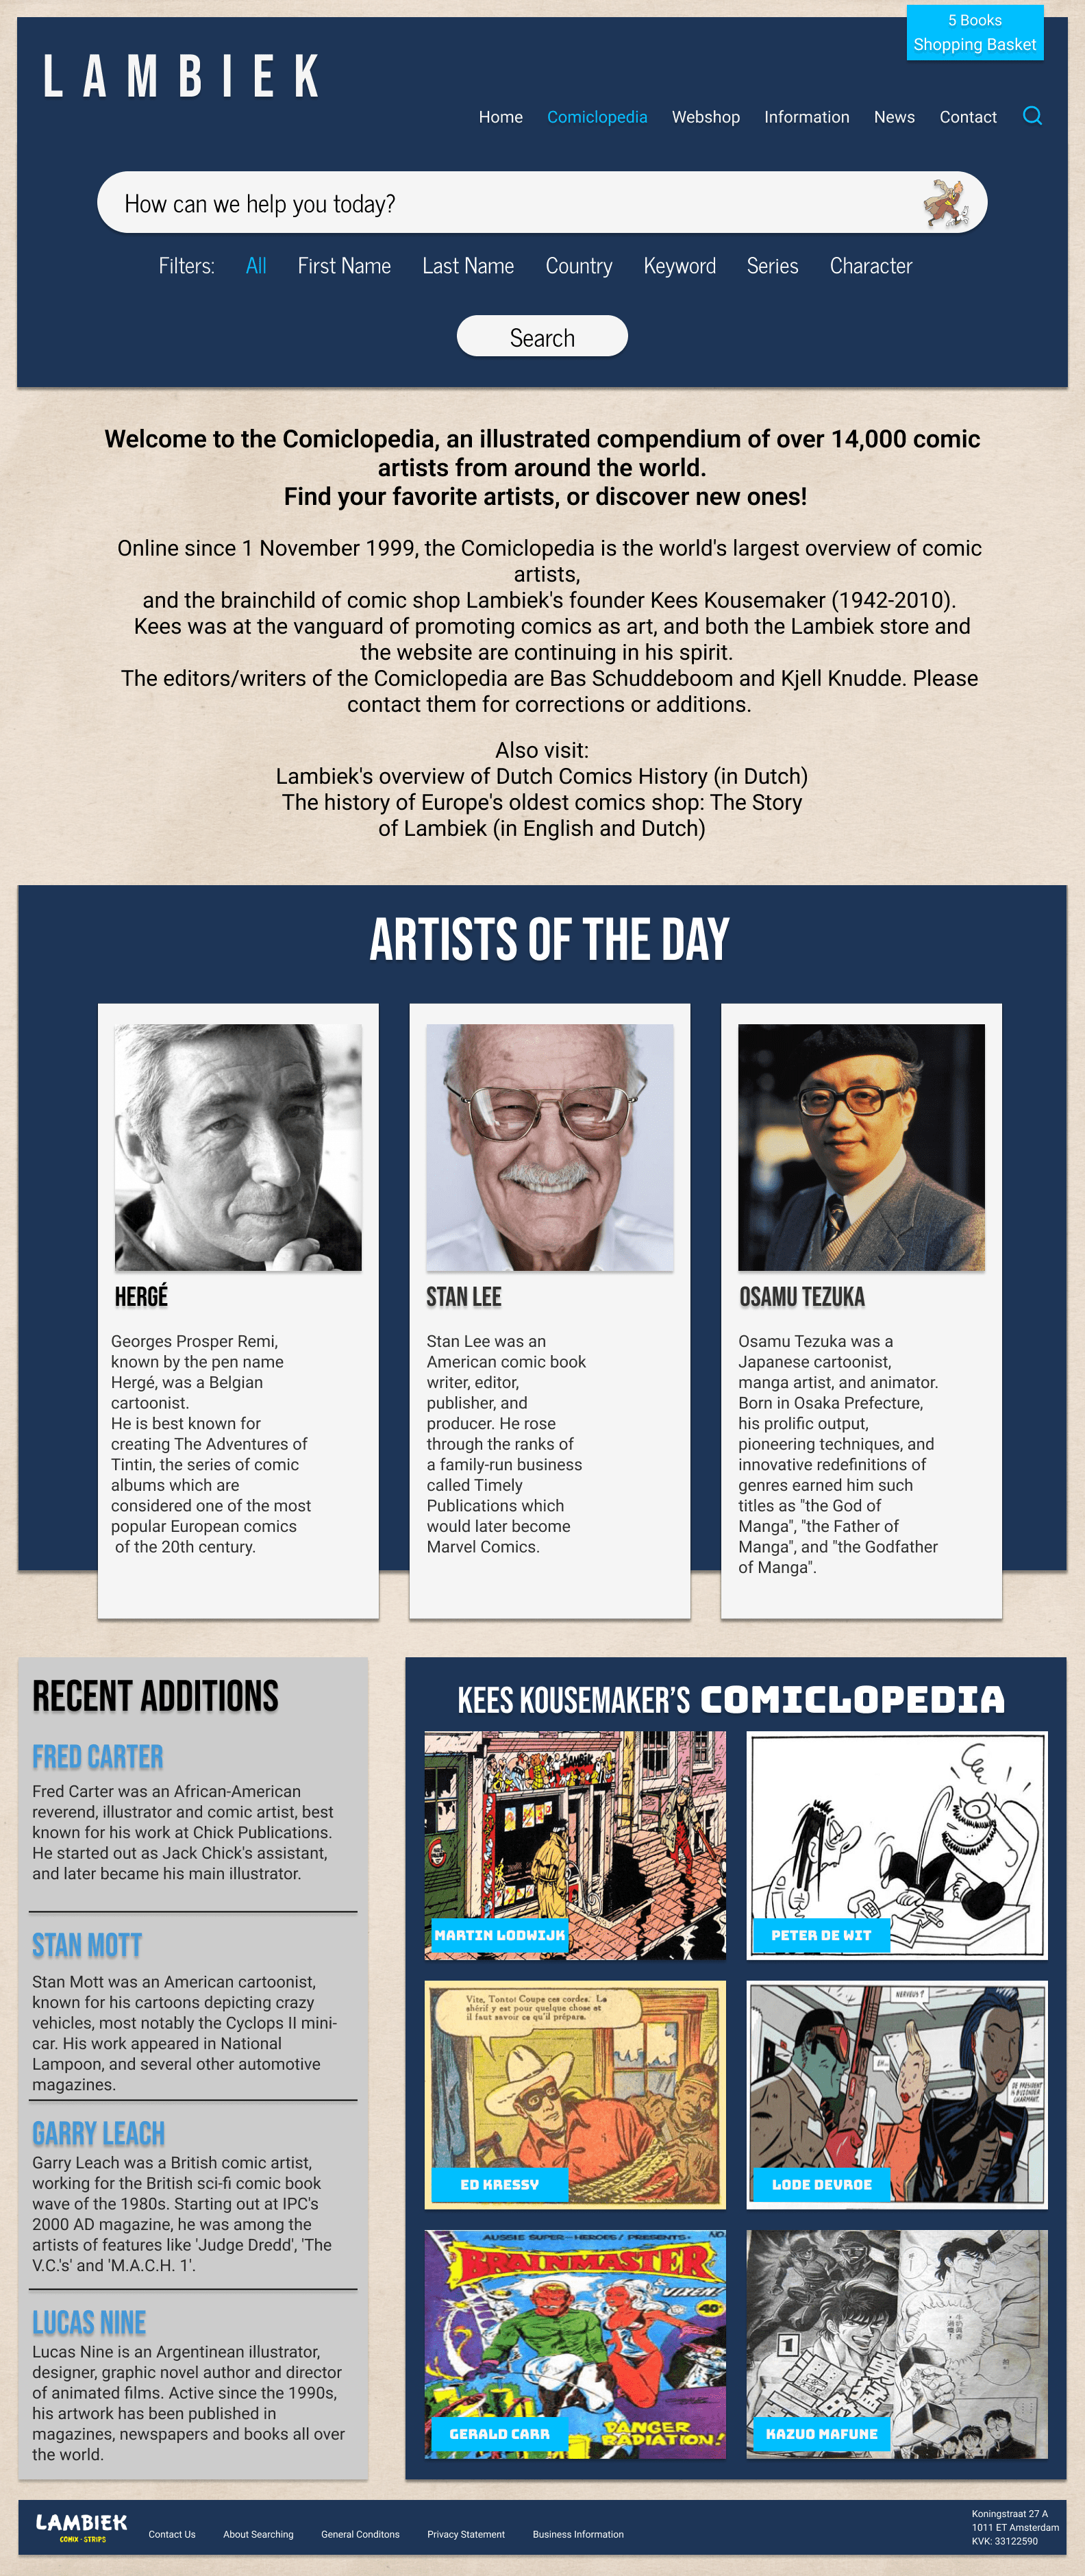 5 Books
Shopping Basket
LAMBIEK
Home Comiclopedia Webshop Information News Contact
How can we help you today?
Filters: All First Name Last Name Country Keyword Series Character
Search
Welcome to the Comiclopedia, an illustrated compendium of over 14,000 comic
artists from around the world.
Find your favorite artists, or discover new ones!
Online since 1 November 1999, the Comiclopedia is the world's largest overview of comic
artists,
and the brainchild of comic shop Lambiek's founder Kees Kousemaker (1942-2010).
Kees was at the vanguard of promoting comics as art, and both the Lambiek store and
the website are continuing in his spirit.
The editors/writers of the Comiclopedia are Bas Schuddeboom and Kjell Knudde. Please
contact them for corrections or additions.
Also visit:
Lambiek's overview of Dutch Comics History (in Dutch)
The history of Europe's oldest comics shop: The Story
of Lambiek (in English and Dutch)
ARTISTS OF THE DAY
HERGÉ
Georges Prosper Remi,
known by the pen name
Hergé, was a Belgian
cartoonist.
He is best known for
creating The Adventures of
Tintin, the series of comic
albums which are
considered one of the most
popular European comics
of the 20th century.
STAN LEE
Stan Lee was an
American comic book
writer, editor,
publisher, and
producer. He rose
through the ranks of
a family-run business
called Timely
Publications which
would later become
Marvel Comics.
OSAMU TEZUKA
Osamu Tezuka was a
Japanese cartoonist,
manga artist, and animator.
Born in Osaka Prefecture,
his prolific output,
pioneering techniques, and
innovative redefinitions of
genres earned him such
titles as "the God of
Manga", "the Father of
Manga", and "the Godfather
of Manga".
RECENT ADDITIONS
FRED CARTER
Fred Carter was an African-American
reverend, illustrator and comic artist, best
known for his work at Chick Publications.
He started out as Jack Chick's assistant,
and later became his main illustrator.
STAN MOTT
Stan Mott was an American cartoonist,
known for his cartoons depicting crazy
vehicles, most notably the Cyclops II mini-
car. His work appeared in National
Lampoon, and several other automotive
magazines.
GARRY LEACH
Garry Leach was a British comic artist,
working for the British sci-fi comic book
wave of the 1980s. Starting out at IPC's
2000 AD magazine, he was among the
artists of features like 'Judge Dredd', 'The
V.C.'s' and 'M.A.C.H. 1'.
LUCAS NINE
Lucas Nine is an Argentinean illustrator,
designer, graphic novel author and director
of animated films. Active since the 1990s,
his artwork has been published in
magazines, newspapers and books all over
the world.
KEES KOUSEMAKER'S COMICLOPEDIA
LAMBIEK
MARTIN LODWIJK
PETER DE WIT
Vite, Tonto! Coupe ces cordes. Le
shérif y est pour quelque chose et
il faut savoir ce qu'il prépare.
ED KRESSY
NERVEUS?
EH..
DE PRESIDENT
IS BIJZONDER
CHARMANT.
LODE DEVROE
AUSSIE SUPER-HEROES! PRESENTS· NO.
BRAINMASTER
& VIXEN!
40¢
DANGER
RADIATION!
GERALD CARR
1
KAZUO MAFUNE
LAMBIEK
COMIX · STRIPS
Contact Us About Searching General Conditons Privacy Statement Business Information
Koningstraat 27 A
1011 ET Amsterdam
KVK: 33122590